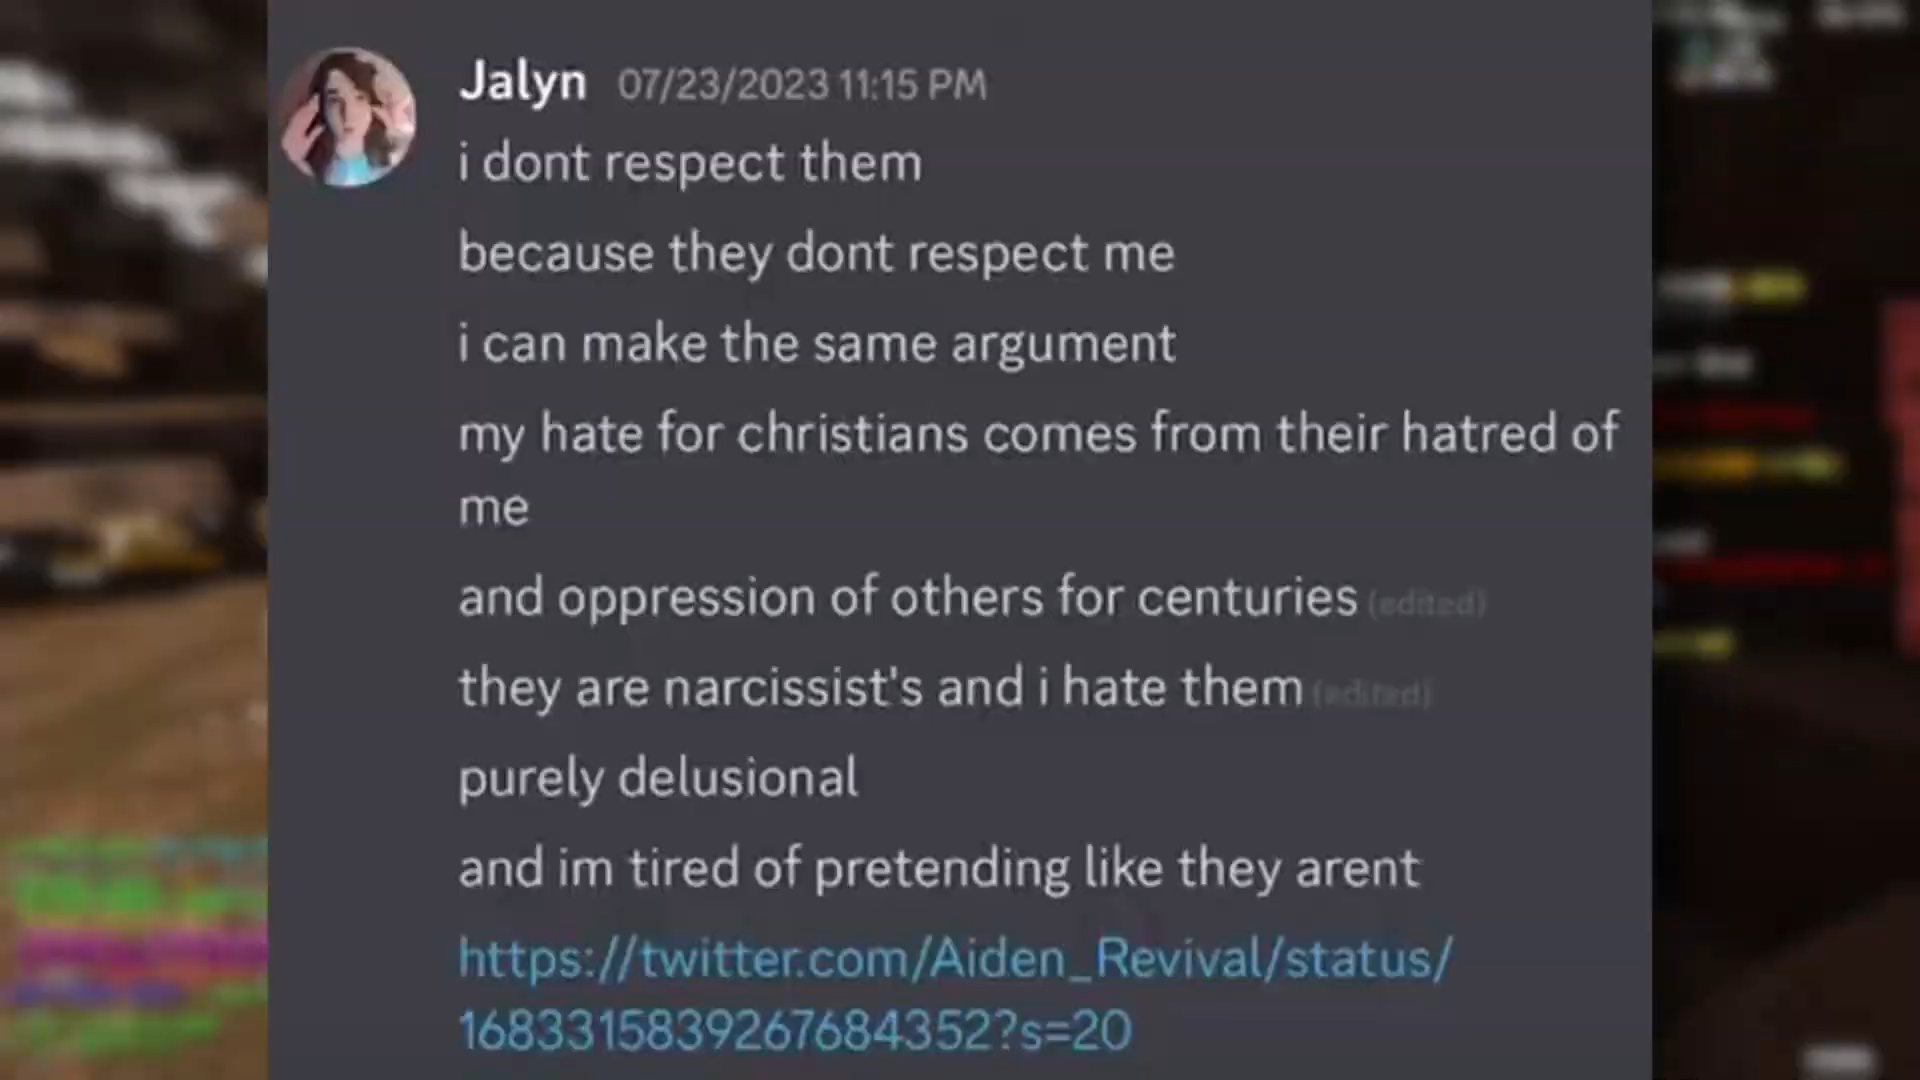 Jalyn 07/23/2023 11:15 PM
i dont respect them
because they dont respect me
i can make the same argument
my hate for christians comes from their hatred of
me
and oppression of others for centuries (edited)
they are narcissist's and i hate them (edited)
purely delusional
and im tired of pretending like they arent
https://twitter.com/Aiden_Revival/status/
1683315839267684352?s=20